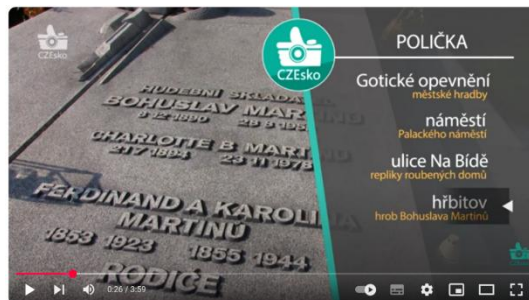 CZEsko
HUDEBNÍ SKLADATEL
BOHUSLAV MARTINŮ
8 12 1890 28 8 195
CHARLOTTE B MARTINŮ
21 7 1894 23 11 1978
FERDINAND A KAROLINA
MARTINŮ
1853 1923 1855 1944
RODIČE
CZEsko
POLIČKA
Gotické opevnění
městské hradby
náměstí
Palackého náměstí
ulice Na Bídě
repliky roubených domů
hřbitov
hrob Bohuslava Martinů
0:26 / 3:59